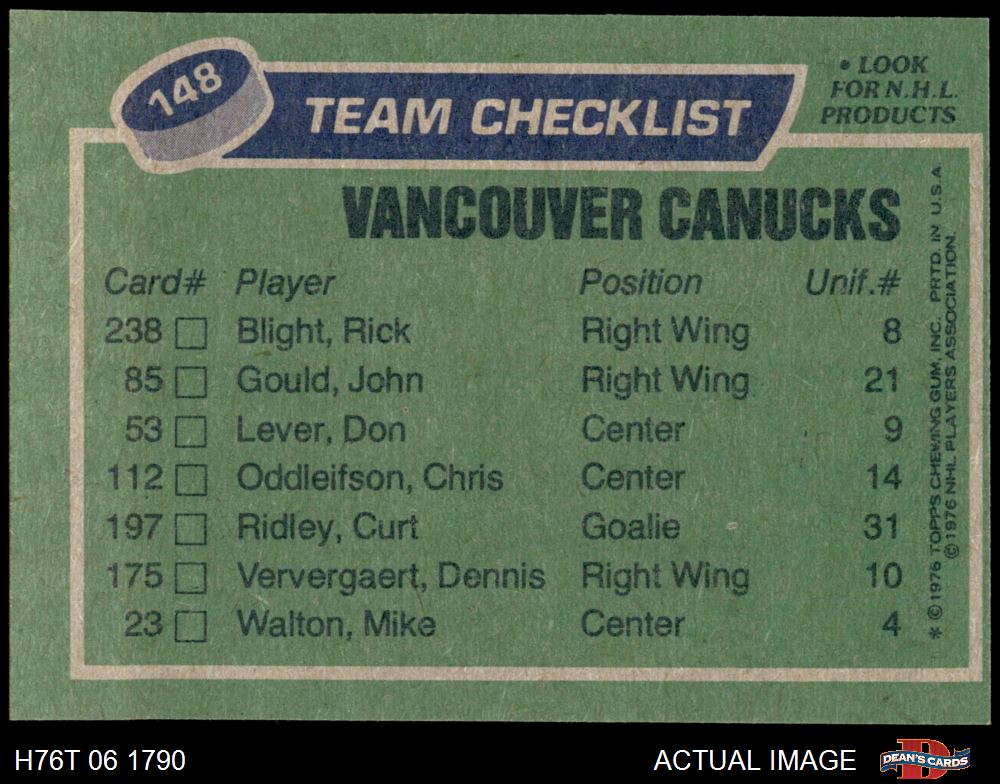 148
TEAM CHECKLIST
• LOOK
FOR N.H.L.
PRODUCTS
VANCOUVER CANUCKS
Card# Player Position Unif.#
238 Blight, Rick Right Wing 8
85 Gould, John Right Wing 21
53 Lever, Don Center 9
112 Oddleifson, Chris Center 14
197 Ridley, Curt Goalie 31
175 Ververgaert, Dennis Right Wing 10
23 Walton, Mike Center 4
* © 1976 TOPPS CHEWING GUM, INC. PRTD. IN U.S.A
© 1976 NHL PLAYERS ASSOCIATION.
H76T 06 1790 ACTUAL IMAGE
DEAN'S CARDS